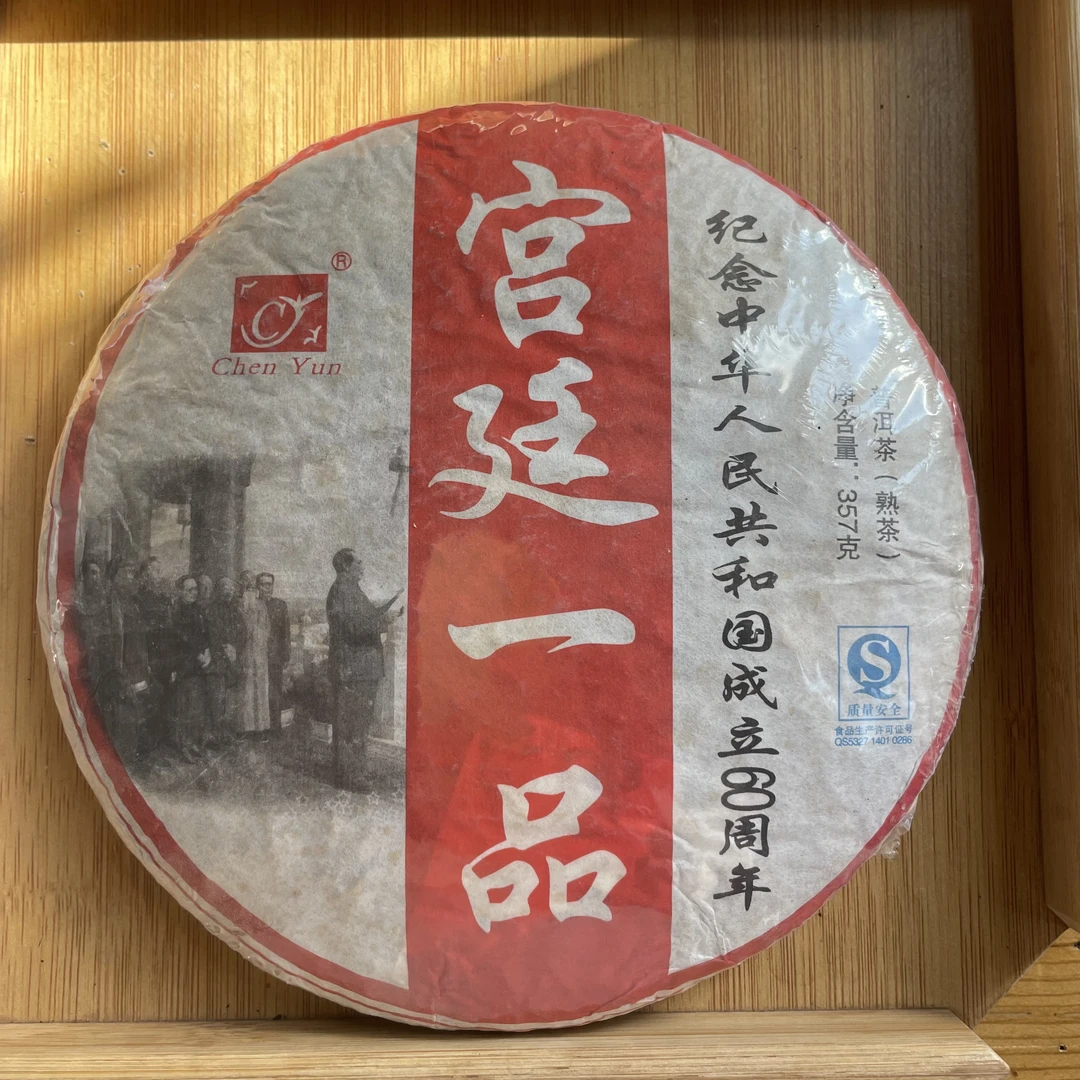 ®
C
Chen Yun
宫廷一品
纪念中华人民共和国成立60周年
普洱茶（熟茶）
净含量：357克
S
质量安全
食品生产许可证号
QS5327 1401 0266